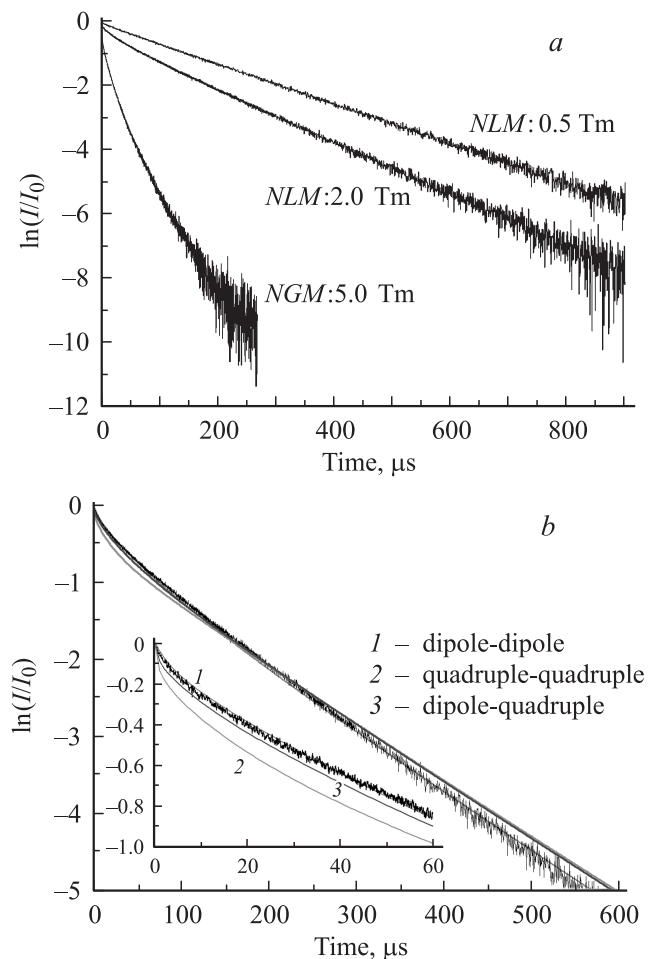 0
a
−2
NLM: 0.5 Tm
−4
NLM:2.0 Tm
−6
−8
NGM:5.0 Tm
−10
−12
ln(I/I0)
0 200 400 600 800
Time, μs
0
b
−1
1 – dipole-dipole
2 – quadruple-quadruple
3 – dipole-quadruple
−2
−3
−4
−5
ln(I/I0)
0
−0.2
−0.4
−0.6
−0.8
−1.0
1
2
3
0 20 40 60
0 100 200 300 400 500 600
Time, μs